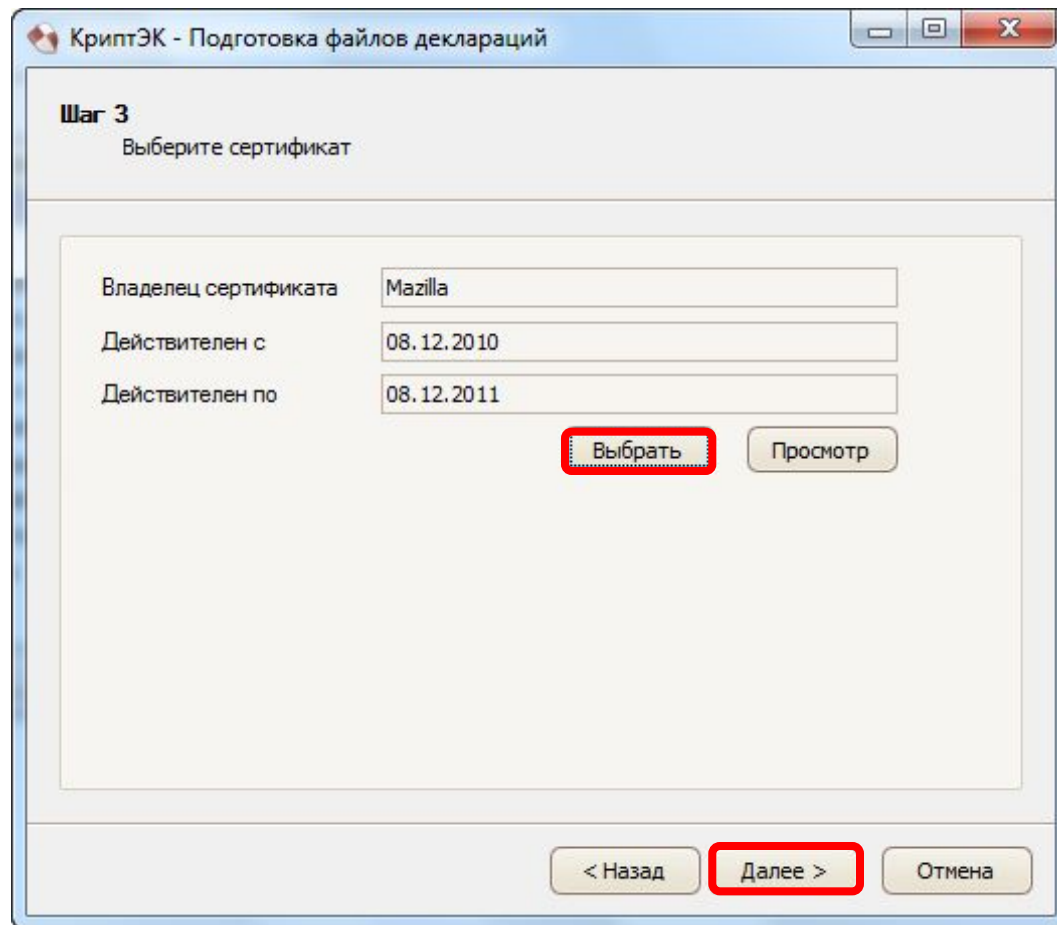 КриптЭК - Подготовка файлов деклараций
Шаг 3
Выберите сертификат
Владелец сертификата Mazilla
Действителен с 08.12.2010
Действителен по 08.12.2011
Выбрать Просмотр
< Назад Далее > Отмена